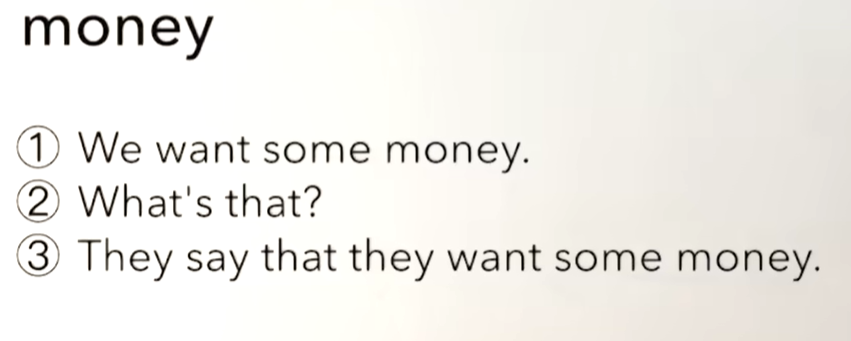 money
① We want some money.
② What's that?
③ They say that they want some money.